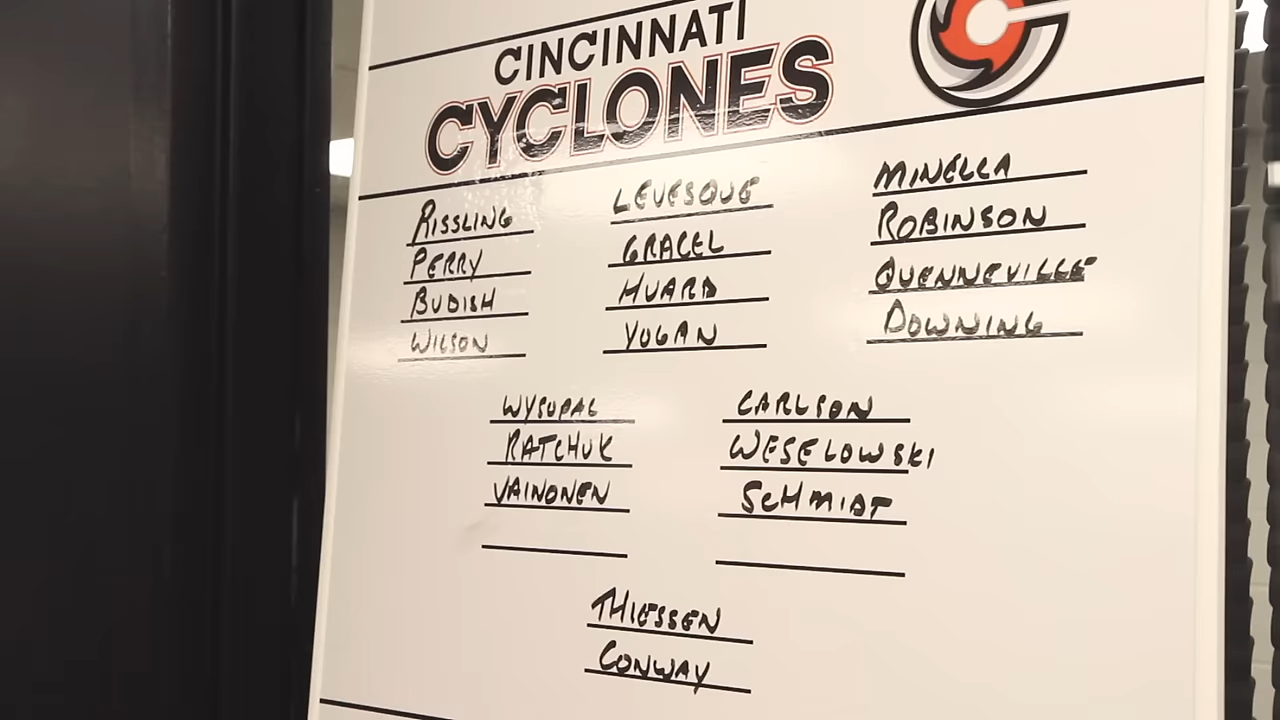 CINCINNATI
CYCLONES
RISSLING LEVESQUE MINELLA
PERRY GRACEL ROBINSON
BUDISH HUARD QUENNEVILLE
WILSON YOGAN DOWNING
WYSOPAL CARLSON
RATCHUK WESELOWSKI
VAINONEN SCHMIDT
THIESSEN
CONWAY